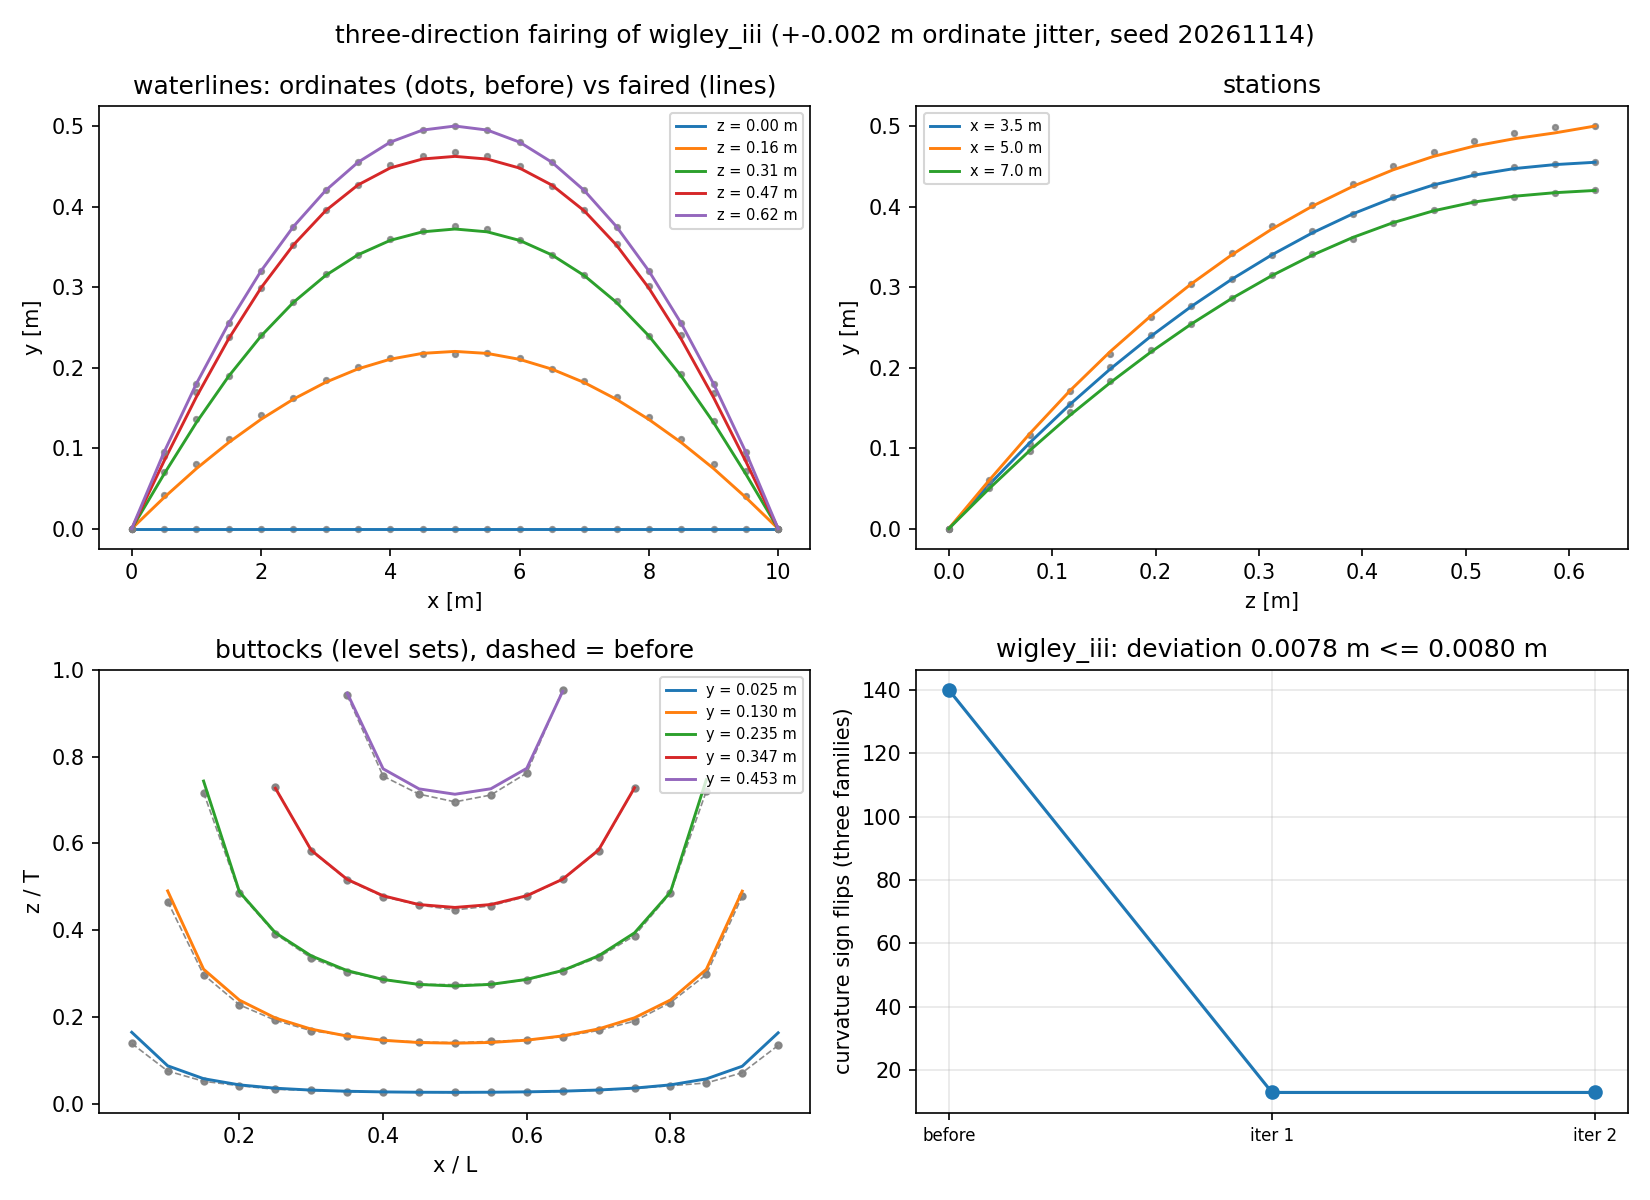 three-direction fairing of wigley_iii (+-0.002 m ordinate jitter, seed 20261114)
waterlines: ordinates (dots, before) vs faired (lines)
y [m]
0.5
0.4
0.3
0.2
0.1
0.0
z = 0.00 m
z = 0.16 m
z = 0.31 m
z = 0.47 m
z = 0.62 m
0 2 4 6 8 10
x [m]
stations
y [m]
0.5
0.4
0.3
0.2
0.1
0.0
x = 3.5 m
x = 5.0 m
x = 7.0 m
0.0 0.1 0.2 0.3 0.4 0.5 0.6
z [m]
buttocks (level sets), dashed = before
z / T
1.0
0.8
0.6
0.4
0.2
0.0
y = 0.025 m
y = 0.130 m
y = 0.235 m
y = 0.347 m
y = 0.453 m
0.2 0.4 0.6 0.8
x / L
wigley_iii: deviation 0.0078 m <= 0.0080 m
curvature sign flips (three families)
140
120
100
80
60
40
20
before iter 1 iter 2